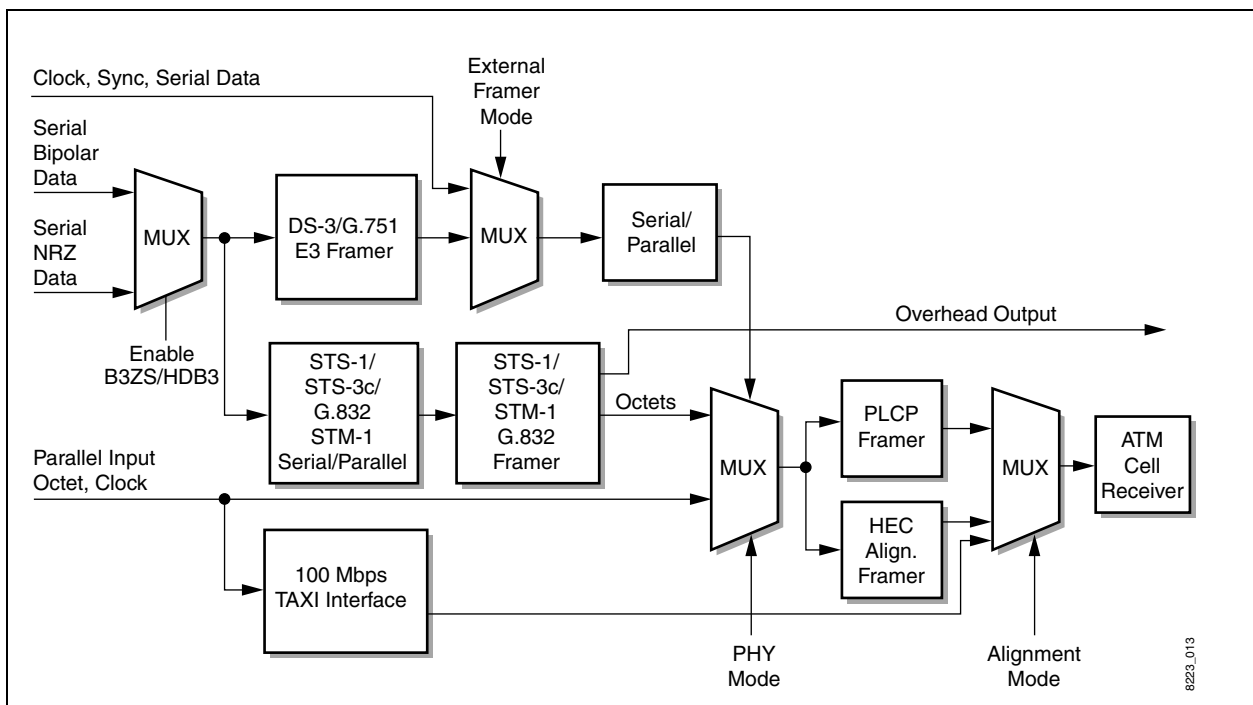 Clock, Sync, Serial Data
External
Framer
Mode
Serial
Bipolar
Data
Serial
NRZ
Data
MUX
DS-3/G.751
E3 Framer
MUX
Serial/
Parallel
Enable
B3ZS/HDB3
Overhead Output
STS-1/
STS-3c/
G.832
STM-1
Serial/Parallel
STS-1/
STS-3c/
STM-1
G.832
Framer
Octets
MUX
PLCP
Framer
MUX
ATM
Cell
Receiver
Parallel Input
Octet, Clock
HEC
Align.
Framer
100 Mbps
TAXI Interface
PHY
Mode
Alignment
Mode
8223_013